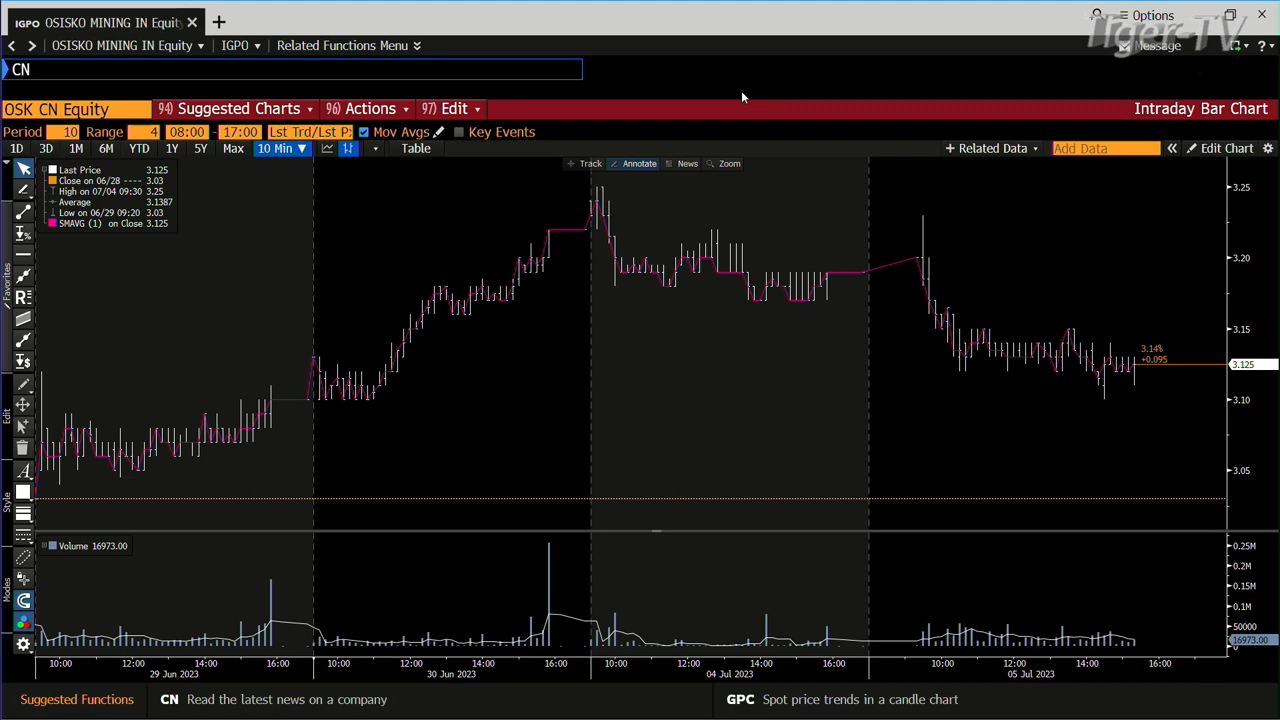 IGPO OSISKO MINING IN Equit
Options
OSISKO MINING IN Equity IGPO Related Functions Menu
Message
Tiger-TV
CN
OSK CN Equity 94) Suggested Charts 96) Actions 97) Edit Intraday Bar Chart
Period 10 Range 4 08:00 - 17:00 Lst Trd/Lst P Mov Avgs Key Events
1D 3D 1M 6M YTD 1Y 5Y Max 10 Min ▼ Table + Related Data Add Data « Edit Chart
Track Annotate News Zoom
Last Price 3.125
Close on 06/28 ---- 3.03
High on 07/04 09:30 3.25
Average 3.1387
Low on 06/29 09:20 3.03
SMAVG (1) on Close 3.125
Favorites
Edit
Style
Modes
3.25
3.20
3.15
3.14%
+0.095
3.125
3.10
3.05
Volume 16973.00
0.25M
0.2M
0.15M
0.1M
50000
16973.00
0
10:00 12:00 14:00 16:00 10:00 12:00 14:00 16:00 10:00 12:00 14:00 16:00 10:00 12:00 14:00 16:00
29 Jun 2023 30 Jun 2023 04 Jul 2023 05 Jul 2023
Suggested Functions CN Read the latest news on a company GPC Spot price trends in a candle chart